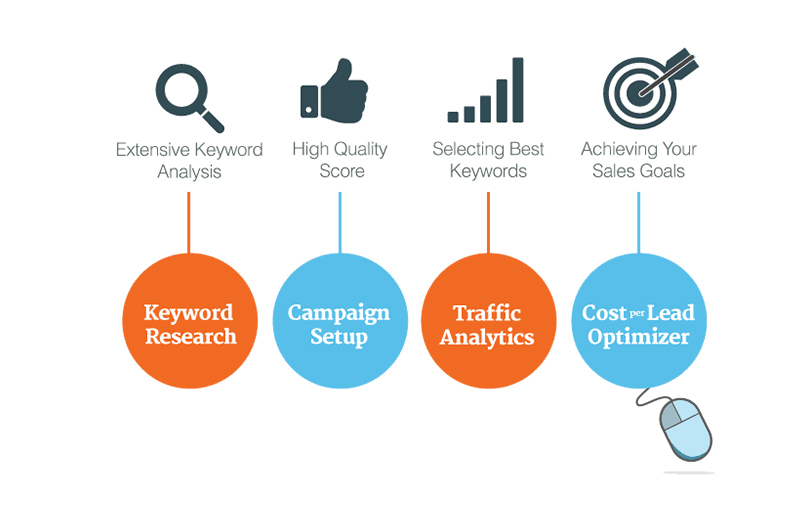 Extensive Keyword
Analysis
High Quality
Score
Selecting Best
Keywords
Achieving Your
Sales Goals
Keyword
Research
Campaign
Setup
Traffic
Analytics
Cost per Lead
Optimizer